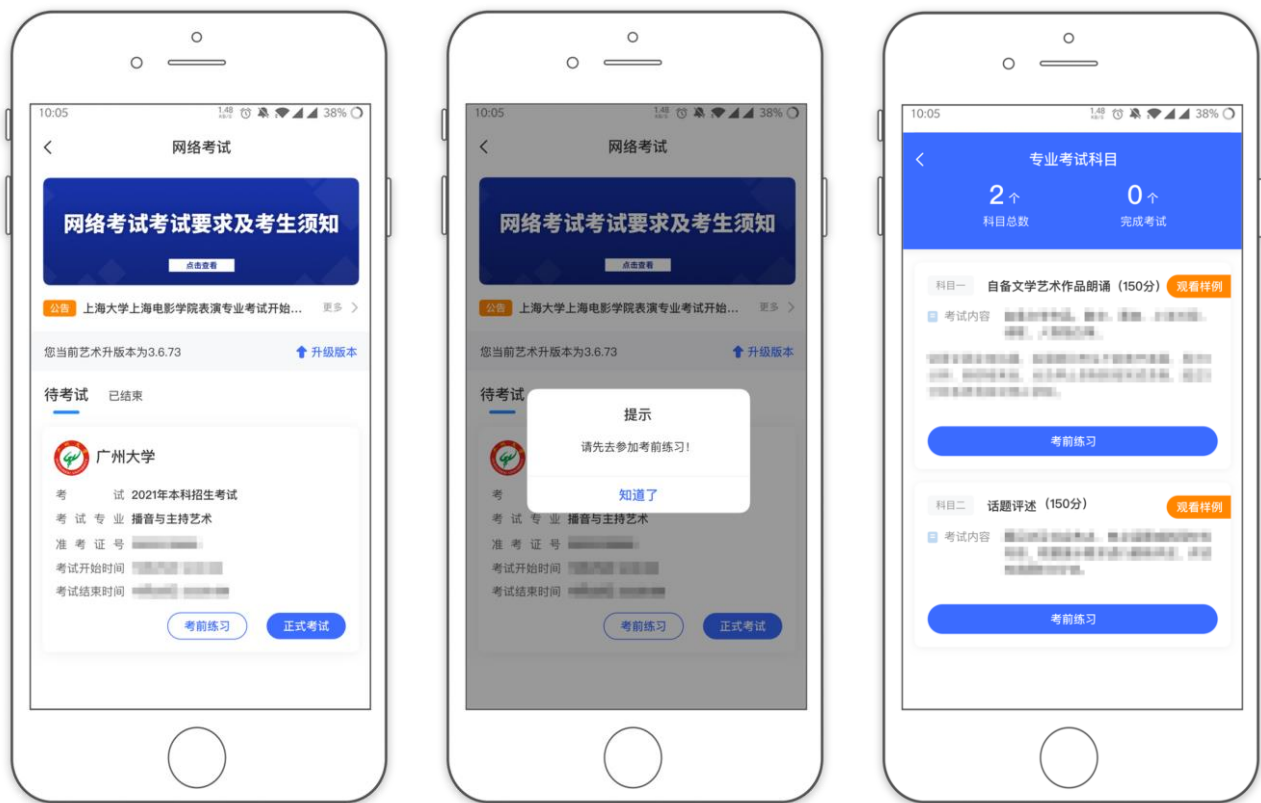 10:05
1.48
KB/S
38%
网络考试
网络考试考试要求及考生须知
点击查看
公告 上海大学上海电影学院表演专业考试开始... 更多
您当前艺术升版本为3.6.73 升级版本
待考试 已结束
广州大学
考 试 2021年本科招生考试
考试专业 播音与主持艺术
准考证号
考试开始时间
考试结束时间
考前练习 正式考试
10:05
1.48
KB/S
38%
网络考试
网络考试考试要求及考生须知
点击查看
公告 上海大学上海电影学院表演专业考试开始... 更多
您当前艺术升版本为3.6.73 升级版本
待考试
提示
请先去参加考前练习!
知道了
考
考试专业 播音与主持艺术
准考证号
考试开始时间
考试结束时间
考前练习 正式考试
10:05
1.48
KB/S
38%
专业考试科目
2个 0个
科目总数 完成考试
科目一 自备文学艺术作品朗诵(150分) 观看样例
考试内容
考前练习
科目二 话题评述(150分) 观看样例
考试内容
考前练习